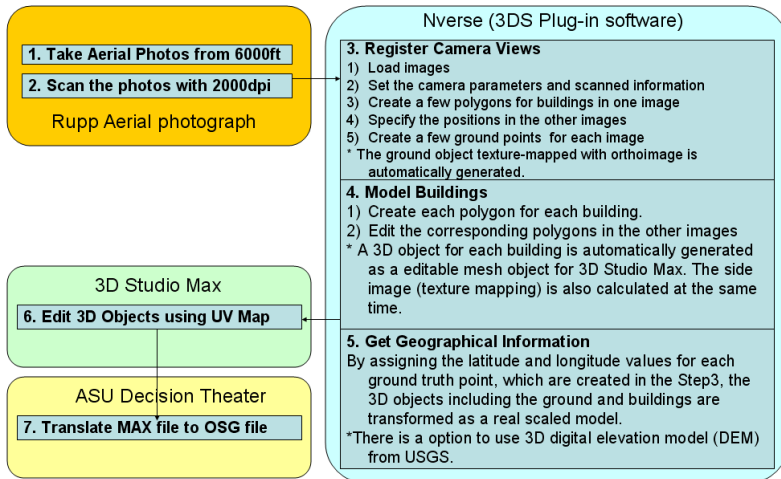 1. Take Aerial Photos from 6000ft
2. Scan the photos with 2000dpi
Rupp Aerial photograph
Nverse (3DS Plug-in software)
3. Register Camera Views
1) Load images
2) Set the camera parameters and scanned information
3) Create a few polygons for buildings in one image
4) Specify the positions in the other images
5) Create a few ground points for each image
* The ground object texture-mapped with orthoimage is
automatically generated.
4. Model Buildings
1) Create each polygon for each building.
2) Edit the corresponding polygons in the other images
* A 3D object for each building is automatically generated
as a editable mesh object for 3D Studio Max. The side
image (texture mapping) is also calculated at the same
time.
5. Get Geographical Information
By assigning the latitude and longitude values for each
ground truth point, which are created in the Step3, the
3D objects including the ground and buildings are
transformed as a real scaled model.
*There is a option to use 3D digital elevation model (DEM)
from USGS.
3D Studio Max
6. Edit 3D Objects using UV Map
ASU Decision Theater
7. Translate MAX file to OSG file